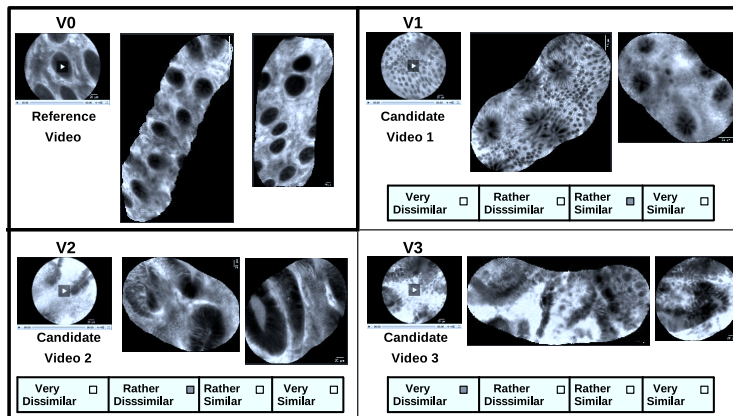 V0
Reference
Video
V1
Candidate
Video 1
Very
Dissimilar
Rather
Disssimilar
Rather
Similar
Very
Similar
V2
Candidate
Video 2
Very
Dissimilar
Rather
Disssimilar
Rather
Similar
Very
Similar
V3
Candidate
Video 3
Very
Dissimilar
Rather
Disssimilar
Rather
Similar
Very
Similar